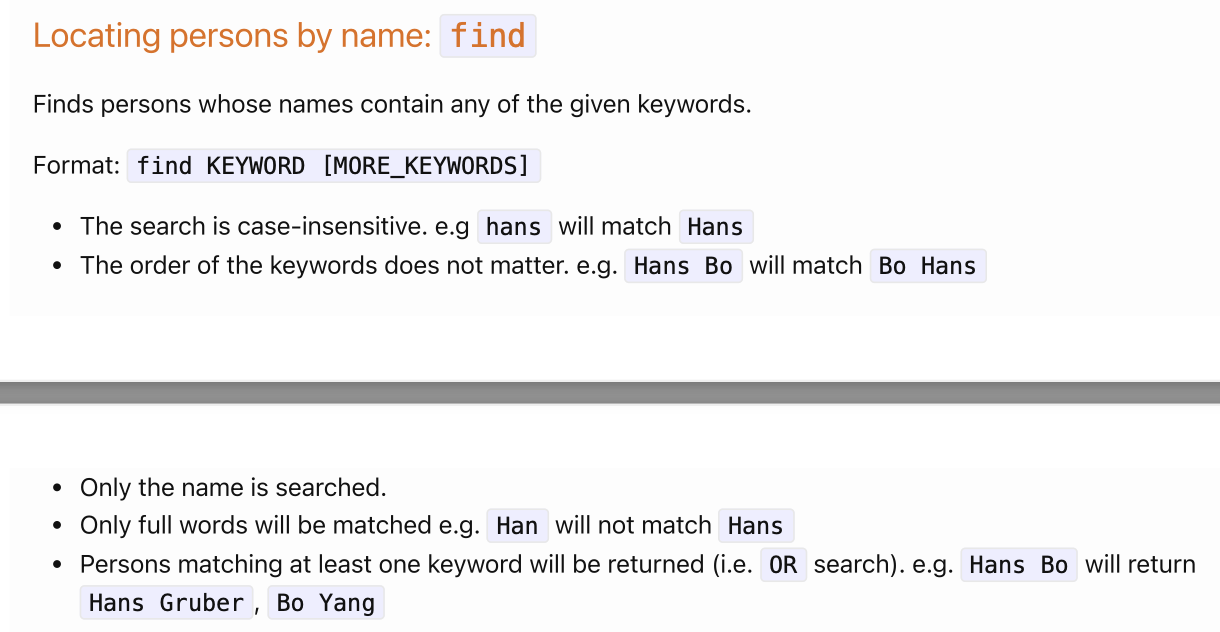 Locating persons by name: find
Finds persons whose names contain any of the given keywords.
Format: find KEYWORD [MORE_KEYWORDS]
• The search is case-insensitive. e.g hans will match Hans
• The order of the keywords does not matter. e.g. Hans Bo will match Bo Hans
• Only the name is searched.
• Only full words will be matched e.g. Han will not match Hans
• Persons matching at least one keyword will be returned (i.e. OR search). e.g. Hans Bo will return
Hans Gruber, Bo Yang